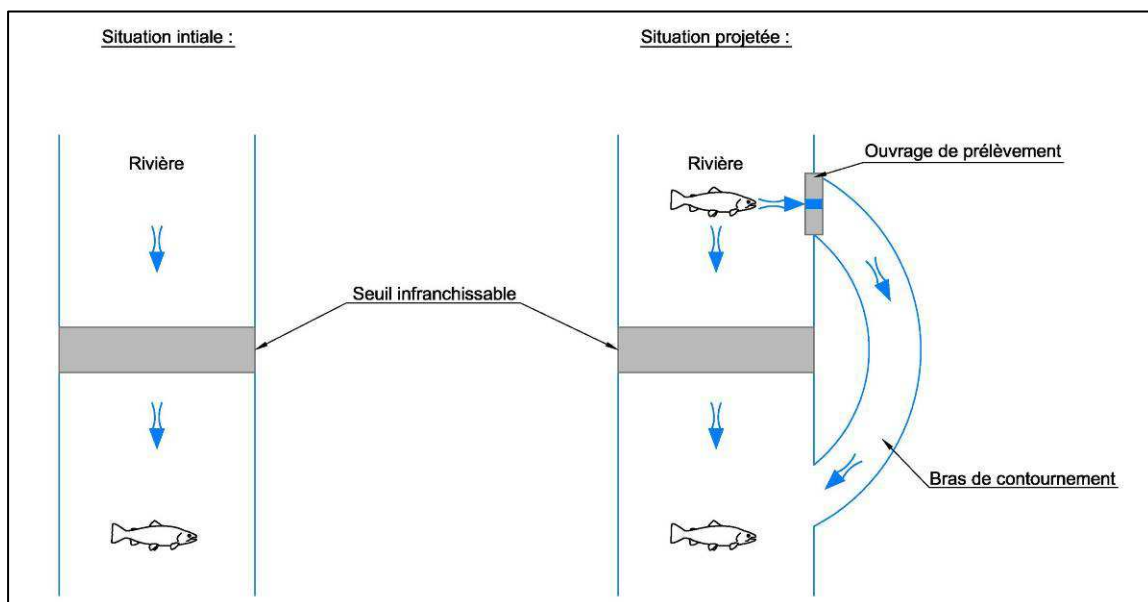 Situation intiale :
Situation projetée :
Rivière
Rivière
Ouvrage de prélèvement
Seuil infranchissable
Bras de contournement